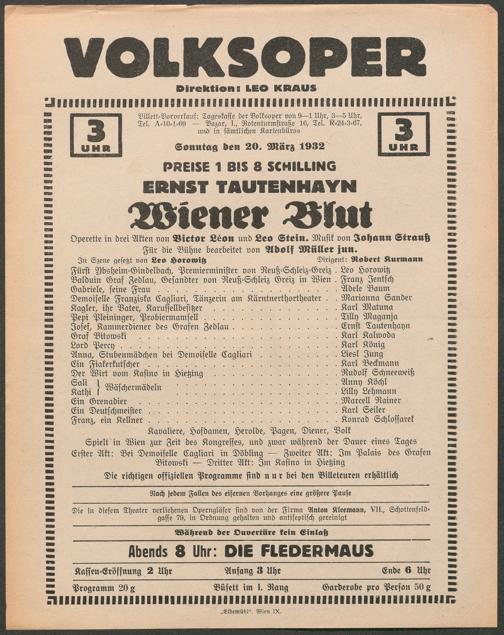 VOLKSOPER
Direktion: LEO KRAUS
3 UHR
Billett-Vorverkauf: Tageskasse der Volksoper von 9—1 Uhr, 3—5 Uhr,
Tel. A-10-1-69 — Bazar, I., Rotenturmstraße 16, Tel. R-24-3-67,
und in sämtlichen Kartenbüros
3 UHR
Sonntag den 20. März 1932
PREISE 1 BIS 8 SCHILLING
ERNST TAUTENHAYN
Wiener Blut
Operette in drei Akten von Victor Léon und Leo Stein. Musik von Johann Strauß
Für die Bühne bearbeitet von Adolf Müller jun.
In Szene gesetzt von Leo Horowitz Dirigent: Robert Kurmann
Fürst Ypsheim-Gindelbach, Premierminister von Reuß-Schleiz-Greiz . Leo Horowitz
Balduin Graf Zedlau, Gesandter von Reuß-Schleiz Greiz in Wien . Franz Heigl
Gabriele, seine Frau . . . Adele Baum
Demoiselle Franziska Cagliari, Tänzerin am Kärntnerthortheater . Marianna Sander
Kagler, ihr Vater, Karussellbesitzer . . . Karl Matuna
Pepi Pleininger, Probiermamsell . . . Tilly Maganja
Josef, Kammerdiener des Grafen Zedlau . . . Ernst Tautenhayn
Graf Bitowski . . . Karl Kalwoda
Lord Percy . . . Karl König
Anna, Stubenmädchen bei Demoiselle Cagliari . . . Liesl Jung
Ein Fiakerkutscher . . . Karl Beckmann
Der Wirt vom Kasino in Hietzing . . . Rudolf Schneeweiß
Lisi } Wäschermädeln . . . Anny Köchl
Kathi } . . . Lilly Lehmann
Ein Grenadier . . . Marcell Rainer
Ein Deutschmeister . . . Karl Seiler
Franz, ein Kellner . . . Konrad Schlossarek
Kavaliere, Hofdamen, Herolde, Pagen, Diener, Volk
Spielt in Wien zur Zeit des Kongresses, und zwar während der Dauer eines Tages
Erster Akt: Bei Demoiselle Cagliari in Döbling — Zweiter Akt: Im Palais des Grafen
Bitowski — Dritter Akt: Im Kasino in Hietzing
Die richtigen offiziellen Programme sind nur bei den Billeteuren erhältlich
Nach jedem Fallen des eisernen Vorhanges eine größere Pause
Die in diesem Theater verliehenen Operngläser sind von der Firma Anton Kloemann, VII., Schottenfeld-
gasse 79, in Ordnung gehalten und antiseptisch gereinigt
Während der Ouvertüre kein Einlaß
Abends 8 Uhr: DIE FLEDERMAUS
Kassen-Eröffnung 2 Uhr Anfang 3 Uhr Ende 6 Uhr
Programm 20 g Büfett im 1. Rang Garderobe pro Person 50 g
„Elbemühl“, Wien IX.